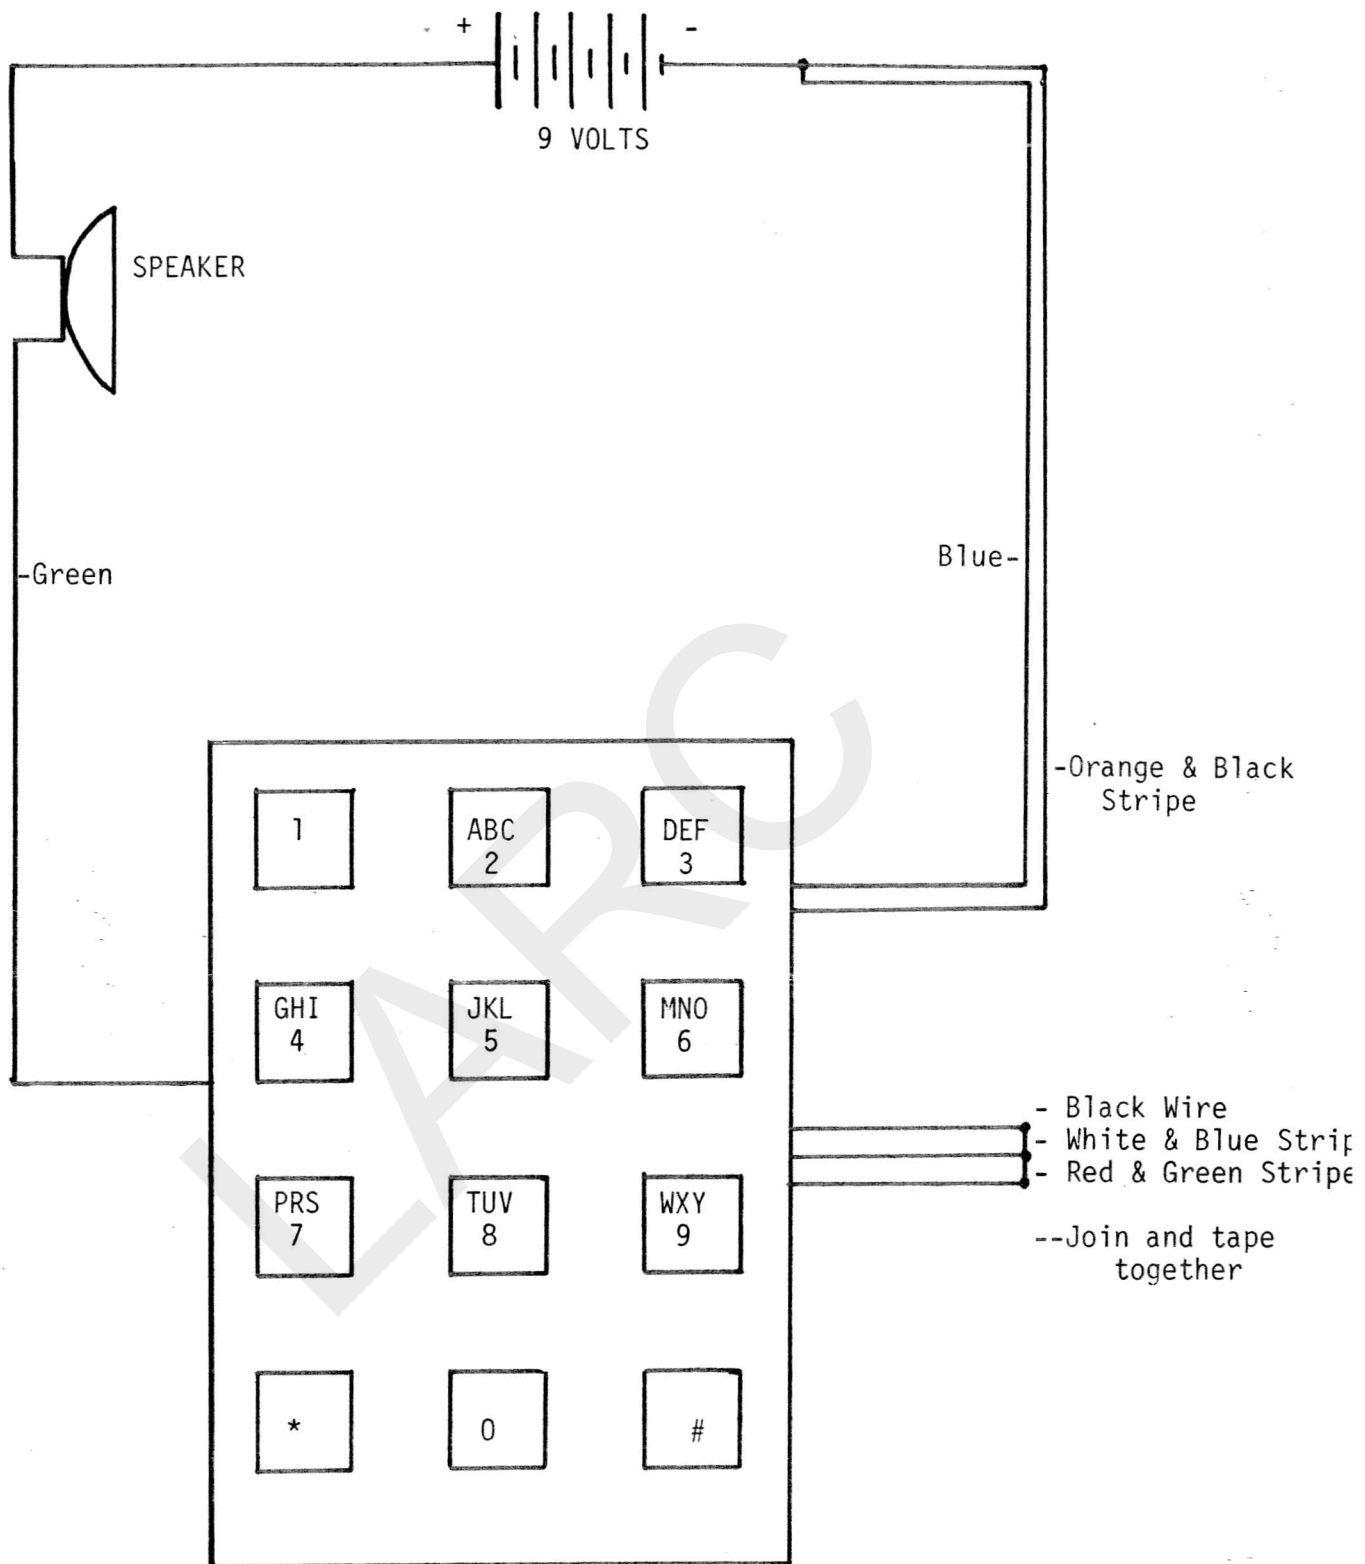 + -
9 VOLTS
SPEAKER
-Green
Blue-
-Orange & Black
Stripe
1
ABC
2
DEF
3
GHI
4
JKL
5
MNO
6
PRS
7
TUV
8
WXY
9
*
0
#
- Black Wire
- White & Blue Strip
- Red & Green Stripe
--Join and tape
together
LARC